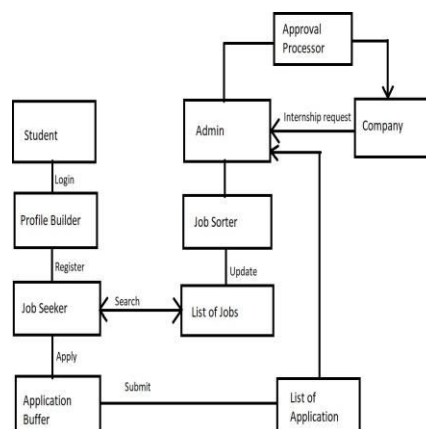 Approval
Processor
Internship request
Company
Admin
Student
Login
Profile Builder
Job Sorter
Register
Update
Job Seeker
Search
List of Jobs
Apply
Submit
Application
Buffer
List of
Application